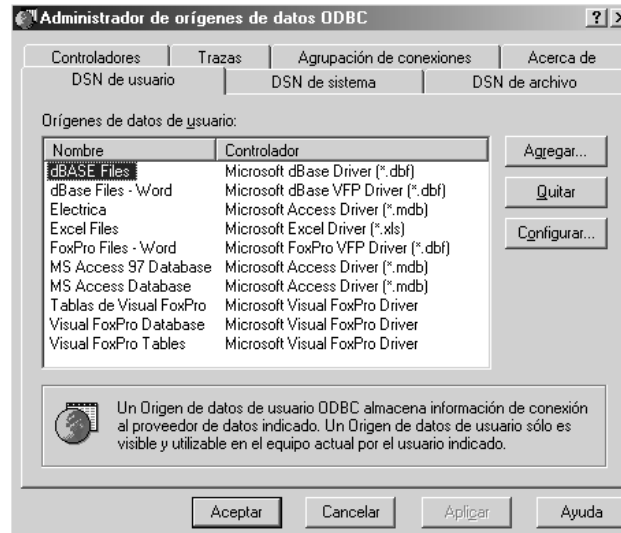 Administrador de orígenes de datos ODBC
Controladores Trazas Agrupación de conexiones Acerca de
DSN de usuario DSN de sistema DSN de archivo
Orígenes de datos de usuario:
Nombre Controlador
dBASE Files Microsoft dBase Driver (*.dbf)
dBase Files - Word Microsoft dBase VFP Driver (*.dbf)
Electrica Microsoft Access Driver (*.mdb)
Excel Files Microsoft Excel Driver (*.xls)
FoxPro Files - Word Microsoft FoxPro VFP Driver (*.dbf)
MS Access 97 Database Microsoft Access Driver (*.mdb)
MS Access Database Microsoft Access Driver (*.mdb)
Tablas de Visual FoxPro Microsoft Visual FoxPro Driver
Visual FoxPro Database Microsoft Visual FoxPro Driver
Visual FoxPro Tables Microsoft Visual FoxPro Driver
Agregar...
Quitar
Configurar...
Un Origen de datos de usuario ODBC almacena información de conexión
al proveedor de datos indicado. Un Origen de datos de usuario sólo es
visible y utilizable en el equipo actual por el usuario indicado.
Aceptar Cancelar Aplicar Ayuda